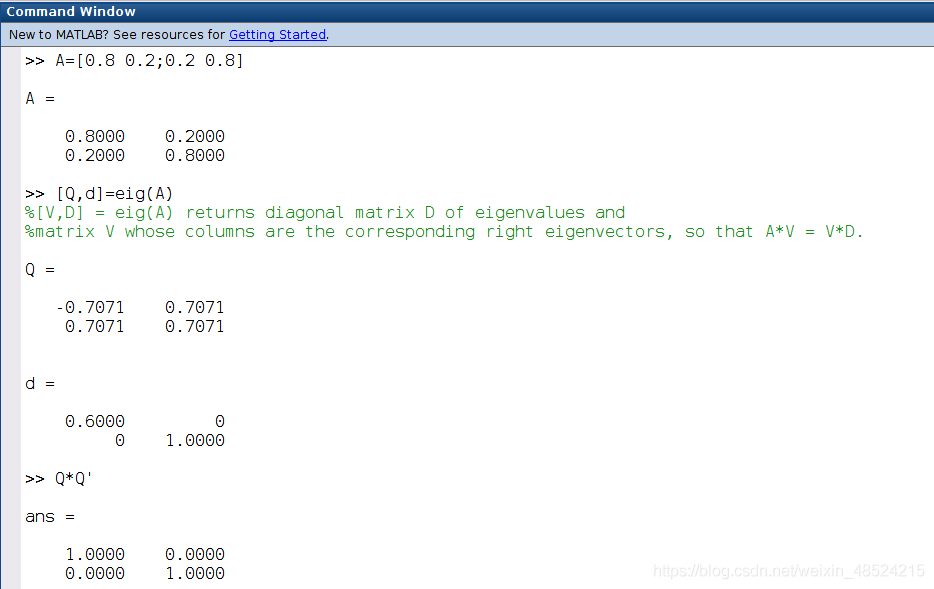 Command Window
New to MATLAB? See resources for Getting Started.
>> A=[0.8 0.2;0.2 0.8]
A =
0.8000 0.2000
0.2000 0.8000
>> [Q,d]=eig(A)
%[V,D] = eig(A) returns diagonal matrix D of eigenvalues and
%matrix V whose columns are the corresponding right eigenvectors, so that A*V = V*D.
Q =
-0.7071 0.7071
0.7071 0.7071
d =
0.6000 0
0 1.0000
>> Q*Q'
ans =
1.0000 0.0000
0.0000 1.0000
https://blog.csdn.net/weixin_48524215